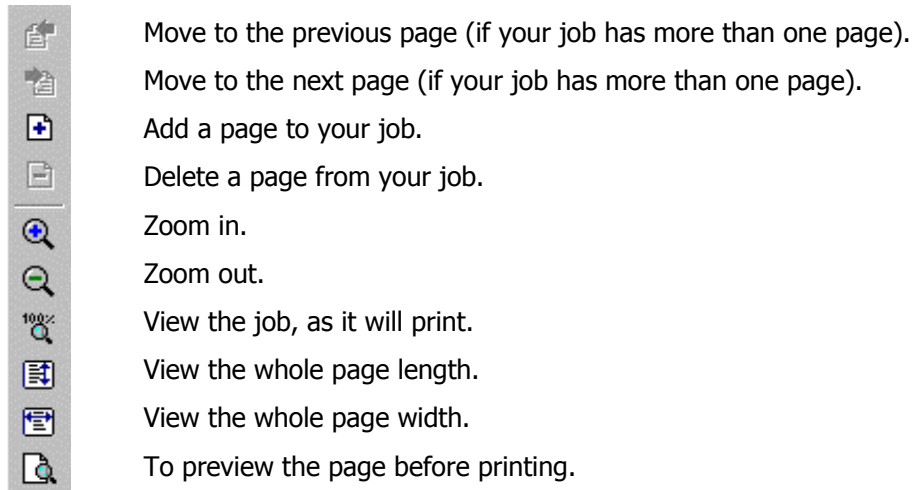 Move to the previous page (if your job has more than one page).
Move to the next page (if your job has more than one page).
Add a page to your job.
Delete a page from your job.
Zoom in.
Zoom out.
100% View the job, as it will print.
View the whole page length.
View the whole page width.
To preview the page before printing.